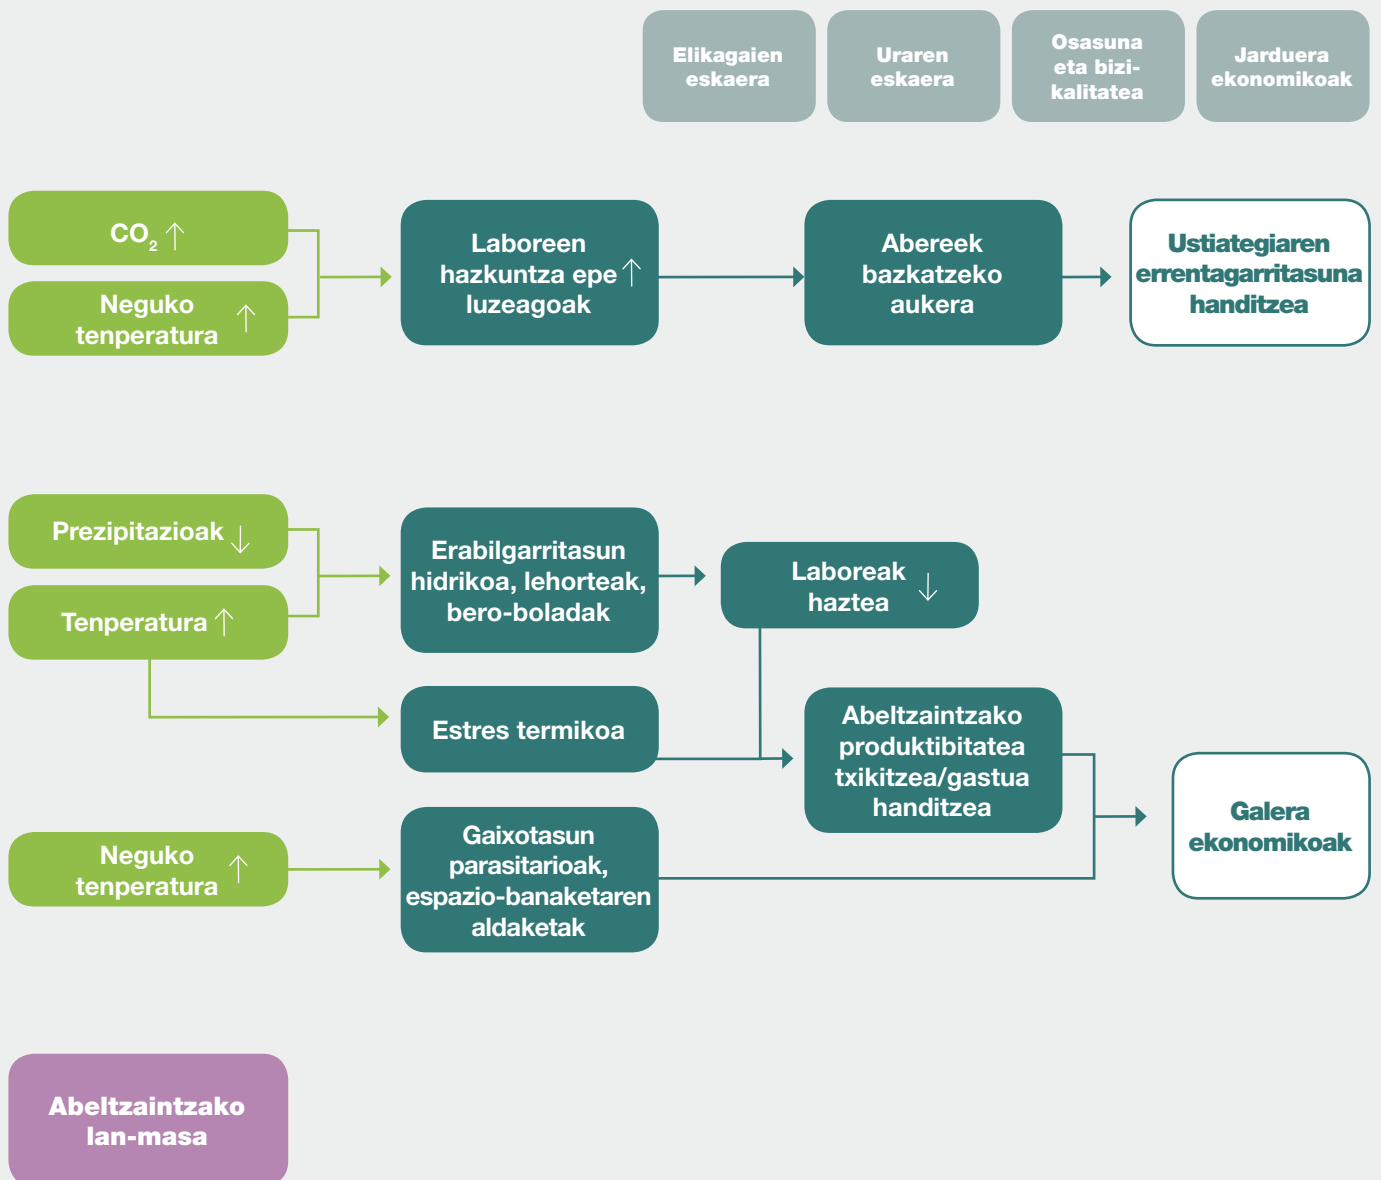 Elikagaien
eskaera
Uraren
eskaera
Osasuna
eta bizi-
kalitatea
Jarduera
ekonomikoak
CO₂ ↑
Neguko
tenperatura ↑
Laboreen
hazkuntza epe ↑
luzeagoak
Abereek
bazkatzeko
aukera
Ustiategiaren
errentagarritasuna
handitzea
Prezipitazioak ↓
Tenperatura ↑
Erabilgarritasun
hidrikoa, lehorteak,
bero-boladak
Laboreak
haztea ↓
Estres termikoa
Abeltzaintzako
produktibitatea
txikitzea/gastua
handitzea
Neguko
tenperatura ↑
Gaixotasun
parasitarioak,
espazio-banaketaren
aldaketak
Galera
ekonomikoak
Abeltzaintzako
lan-masa